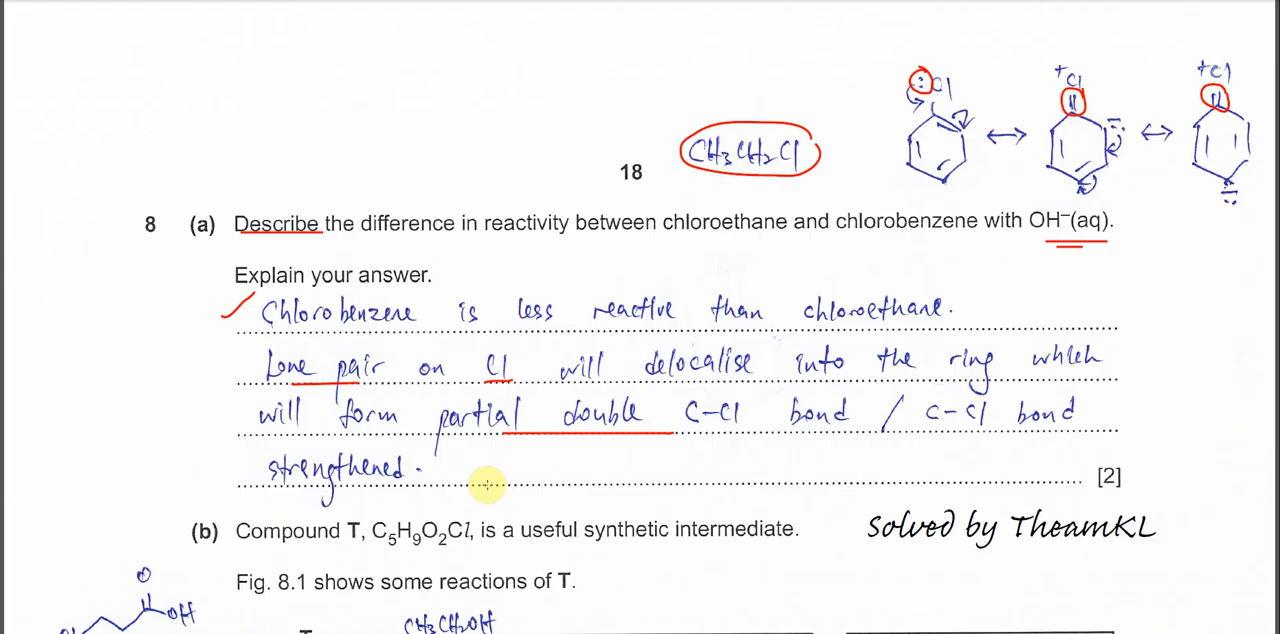 :Cl
+Cl
+Cl
CH3CH2Cl
18
8 (a) Describe the difference in reactivity between chloroethane and chlorobenzene with OH⁻(aq).
Explain your answer.
Chlorobenzene is less reactive than chloroethane.
Lone pair on Cl will delocalise into the ring which
will form partial double C-Cl bond / C-Cl bond
strengthened.
[2]
(b) Compound T, C₅H₉O₂Cl, is a useful synthetic intermediate.
Solved by TheamKL
Fig. 8.1 shows some reactions of T.
O
OH
CH3CH2OH